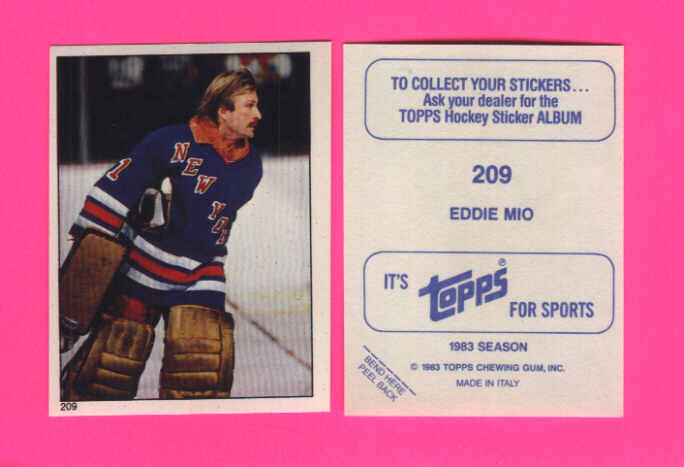 1
NEW YORK
209
TO COLLECT YOUR STICKERS...
Ask your dealer for the
TOPPS Hockey Sticker ALBUM
209
EDDIE MIO
IT'S topps® FOR SPORTS
1983 SEASON
© 1983 TOPPS CHEWING GUM, INC.
MADE IN ITALY
BEND HERE
PEEL BACK